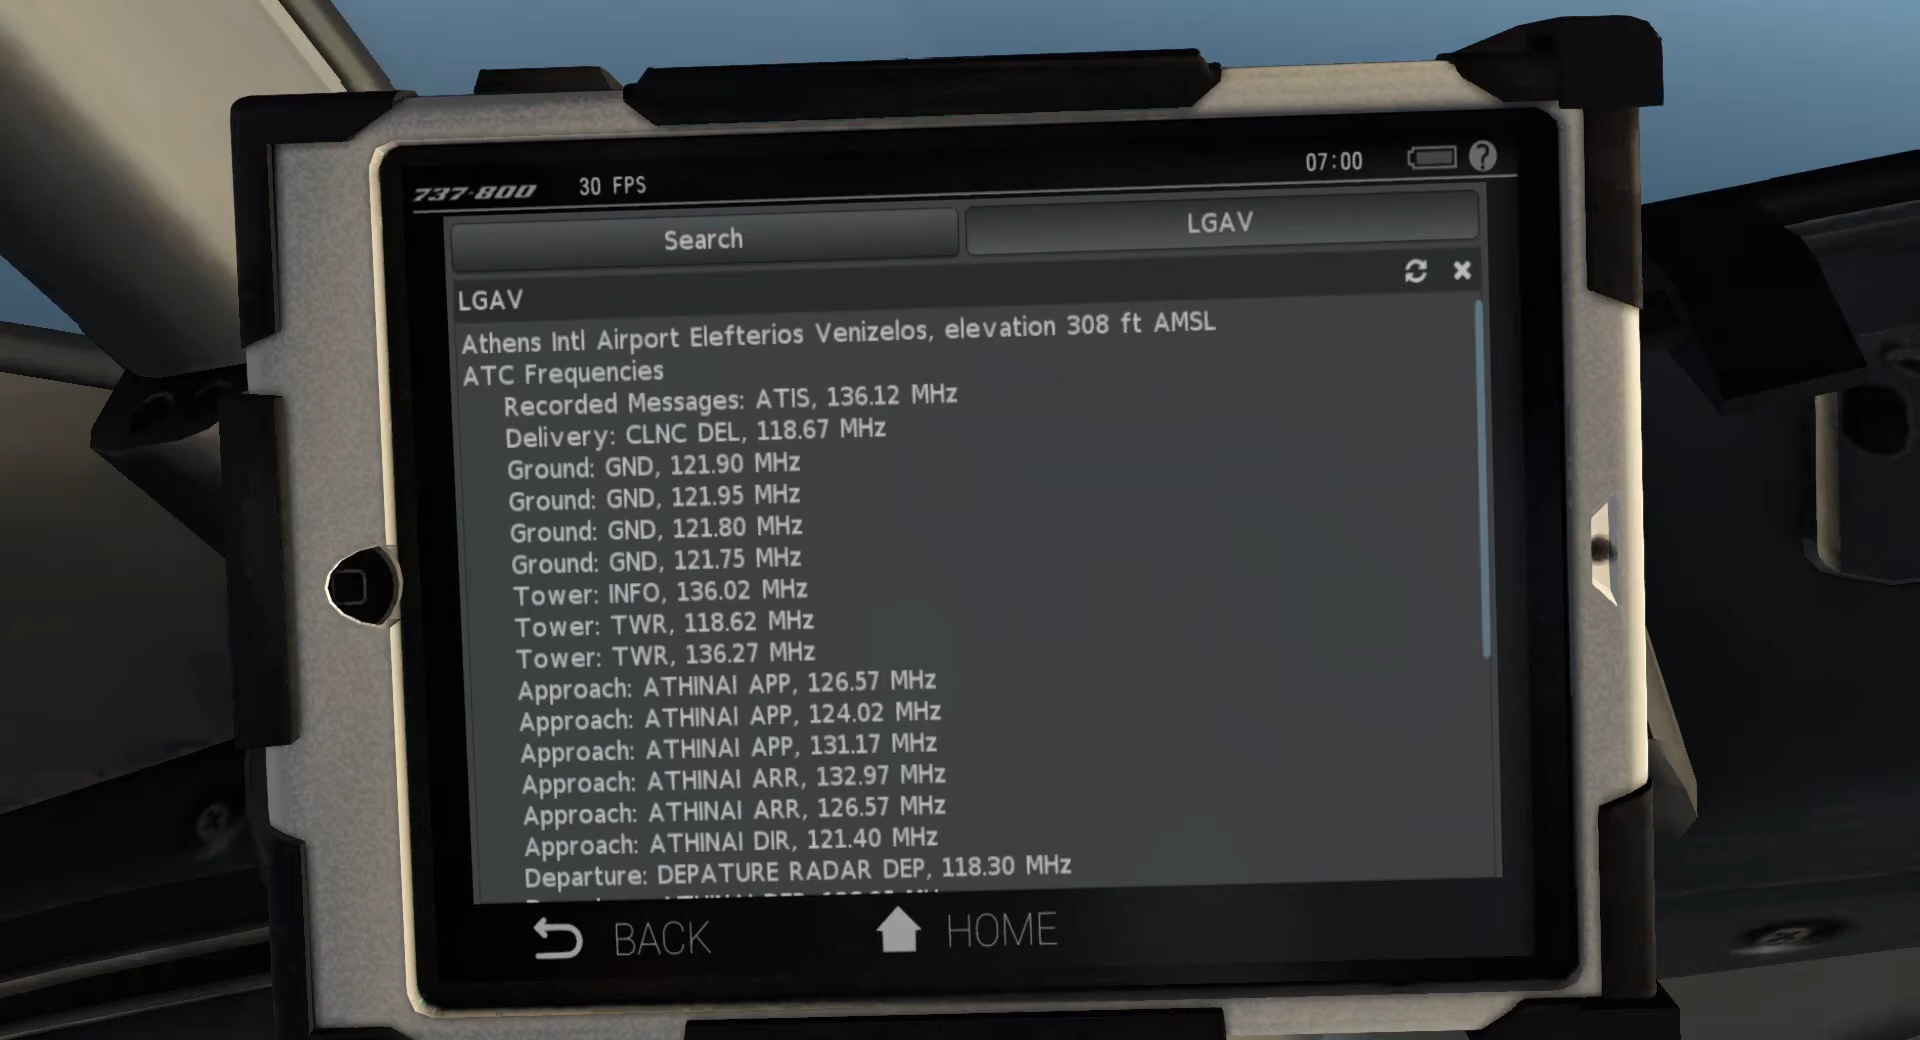 737-800 30 FPS 07:00
Search LGAV
LGAV
Athens Intl Airport Elefterios Venizelos, elevation 308 ft AMSL
ATC Frequencies
Recorded Messages: ATIS, 136.12 MHz
Delivery: CLNC DEL, 118.67 MHz
Ground: GND, 121.90 MHz
Ground: GND, 121.95 MHz
Ground: GND, 121.80 MHz
Ground: GND, 121.75 MHz
Tower: INFO, 136.02 MHz
Tower: TWR, 118.62 MHz
Tower: TWR, 136.27 MHz
Approach: ATHINAI APP, 126.57 MHz
Approach: ATHINAI APP, 124.02 MHz
Approach: ATHINAI APP, 131.17 MHz
Approach: ATHINAI ARR, 132.97 MHz
Approach: ATHINAI ARR, 126.57 MHz
Approach: ATHINAI DIR, 121.40 MHz
Departure: DEPATURE RADAR DEP, 118.30 MHz
BACK HOME